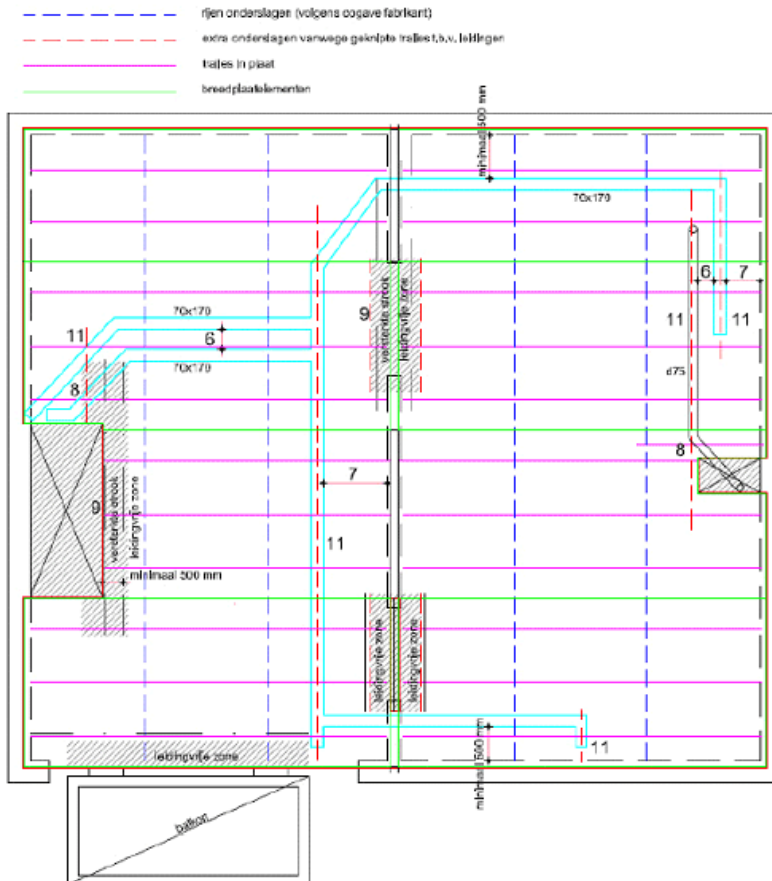 rijen onderslagen (volgens opgave fabrikant)
extra onderslagen vanwege geknipte tralies t.b.v. leidingen
tralies in plaat
breedplaatelementen
minimaal 500 mm
70x170
6
7
9
versterkte strook
leidingvrije zone
70x170
11
6
11
11
70x170
d75
8
8
7
9
versterkte strook
leidingvrije zone
11
minimaal 500 mm
leidingvrije zone
leidingvrije zone
minimaal 500 mm
11
leidingvrije zone
balkon